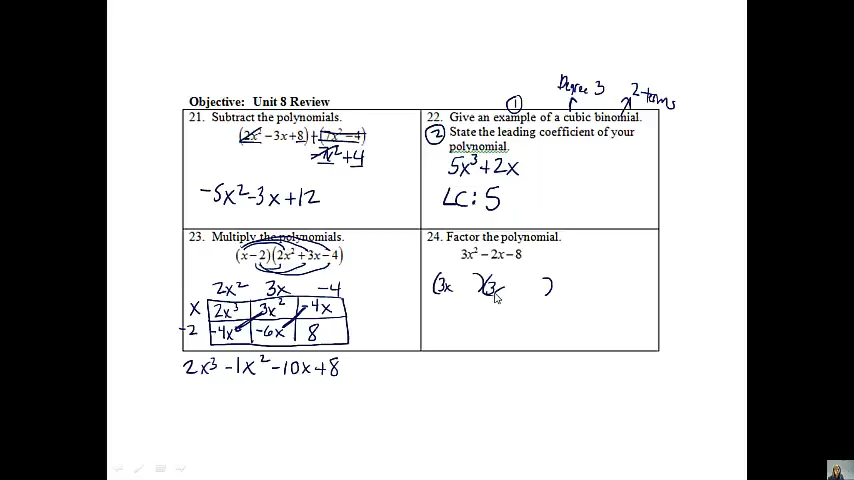 Degree 3
2 terms
Objective: Unit 8 Review
1
21. Subtract the polynomials.
(2x² − 3x + 8) + (7x² − 4)
−7x² + 4
-5x² - 3x + 12
22. Give an example of a cubic binomial.
2 State the leading coefficient of your
polynomial.
5x³ + 2x
LC: 5
23. Multiply the polynomials.
(x − 2)(2x² + 3x − 4)
2x² 3x -4
x 2x³ 3x² -4x
-2 -4x² -6x 8
2x³ - 1x² - 10x + 8
24. Factor the polynomial.
3x² − 2x − 8
(3x )(3 )